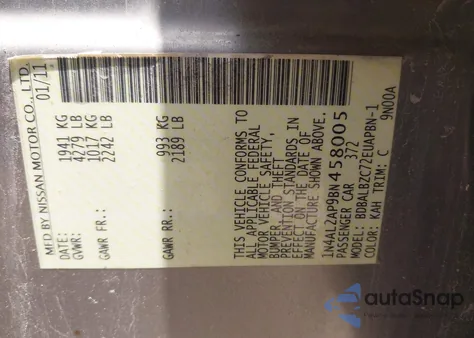 MFD BY NISSAN MOTOR CO., LTD.
DATE: 01/11
GVWR: 1941 KG
4279 LB
GAWR FR.: 1017 KG
2242 LB
GAWR RR.: 993 KG
2189 LB
THIS VEHICLE CONFORMS TO
ALL APPLICABLE FEDERAL
MOTOR VEHICLE SAFETY,
BUMPER, AND THEFT
PREVENTION STANDARDS IN
EFFECT ON THE DATE OF
MANUFACTURE SHOWN ABOVE.
1N4AL2AP9BN458005
PASSENGER CAR 372
MODEL: BDBALBZC72EUAPBN-1
COLOR: KAH TRIM: C 9N00A
autaSnap